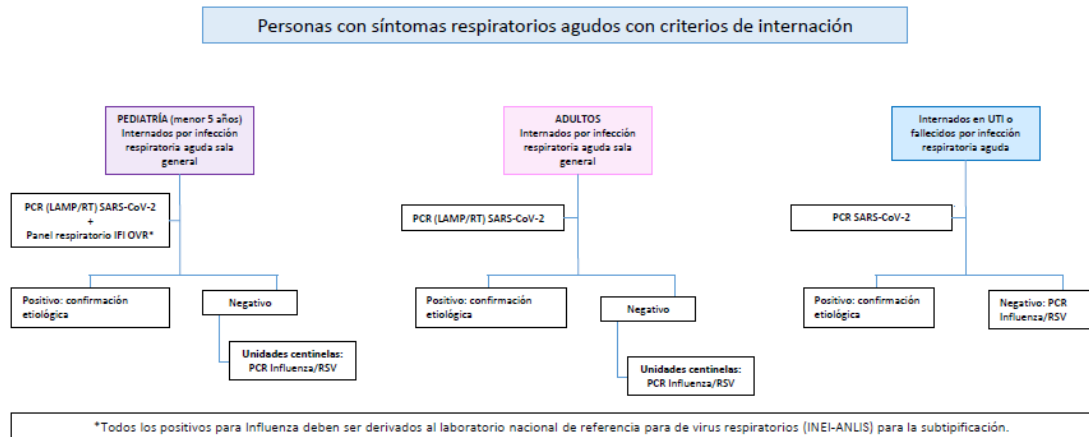 Personas con síntomas respiratorios agudos con criterios de internación
PEDIATRÍA (menor 5 años)
Internados por infección
respiratoria aguda sala
general
ADULTOS
Internados por infección
respiratoria aguda sala
general
Internados en UTI o
fallecidos por infección
respiratoria aguda
PCR (LAMP/RT) SARS-CoV-2
+
Panel respiratorio IFI OVR*
PCR (LAMP/RT) SARS-CoV-2
PCR SARS-CoV-2
Positivo: confirmación
etiológica
Negativo
Unidades centinelas:
PCR Influenza/RSV
Positivo: confirmación
etiológica
Negativo
Unidades centinelas:
PCR Influenza/RSV
Positivo: confirmación
etiológica
Negativo: PCR
Influenza/RSV
*Todos los positivos para Influenza deben ser derivados al laboratorio nacional de referencia para de virus respiratorios (INEI-ANLIS) para la subtipificación.